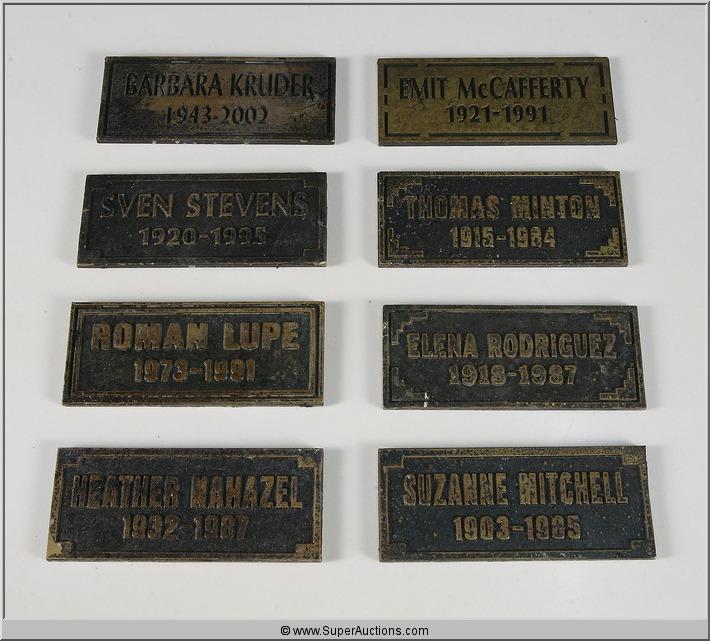 BARBARA KRUDER
1943-2002
EMIT McCAFFERTY
1921-1991
SVEN STEVENS
1920-1995
THOMAS MINTON
1915-1984
ROMAN LUPE
1973-1991
ELENA RODRIGUEZ
1918-1987
HEATHER NAHAZEL
1932-1987
SUZANNE MITCHELL
1903-1985
© www.SuperAuctions.com